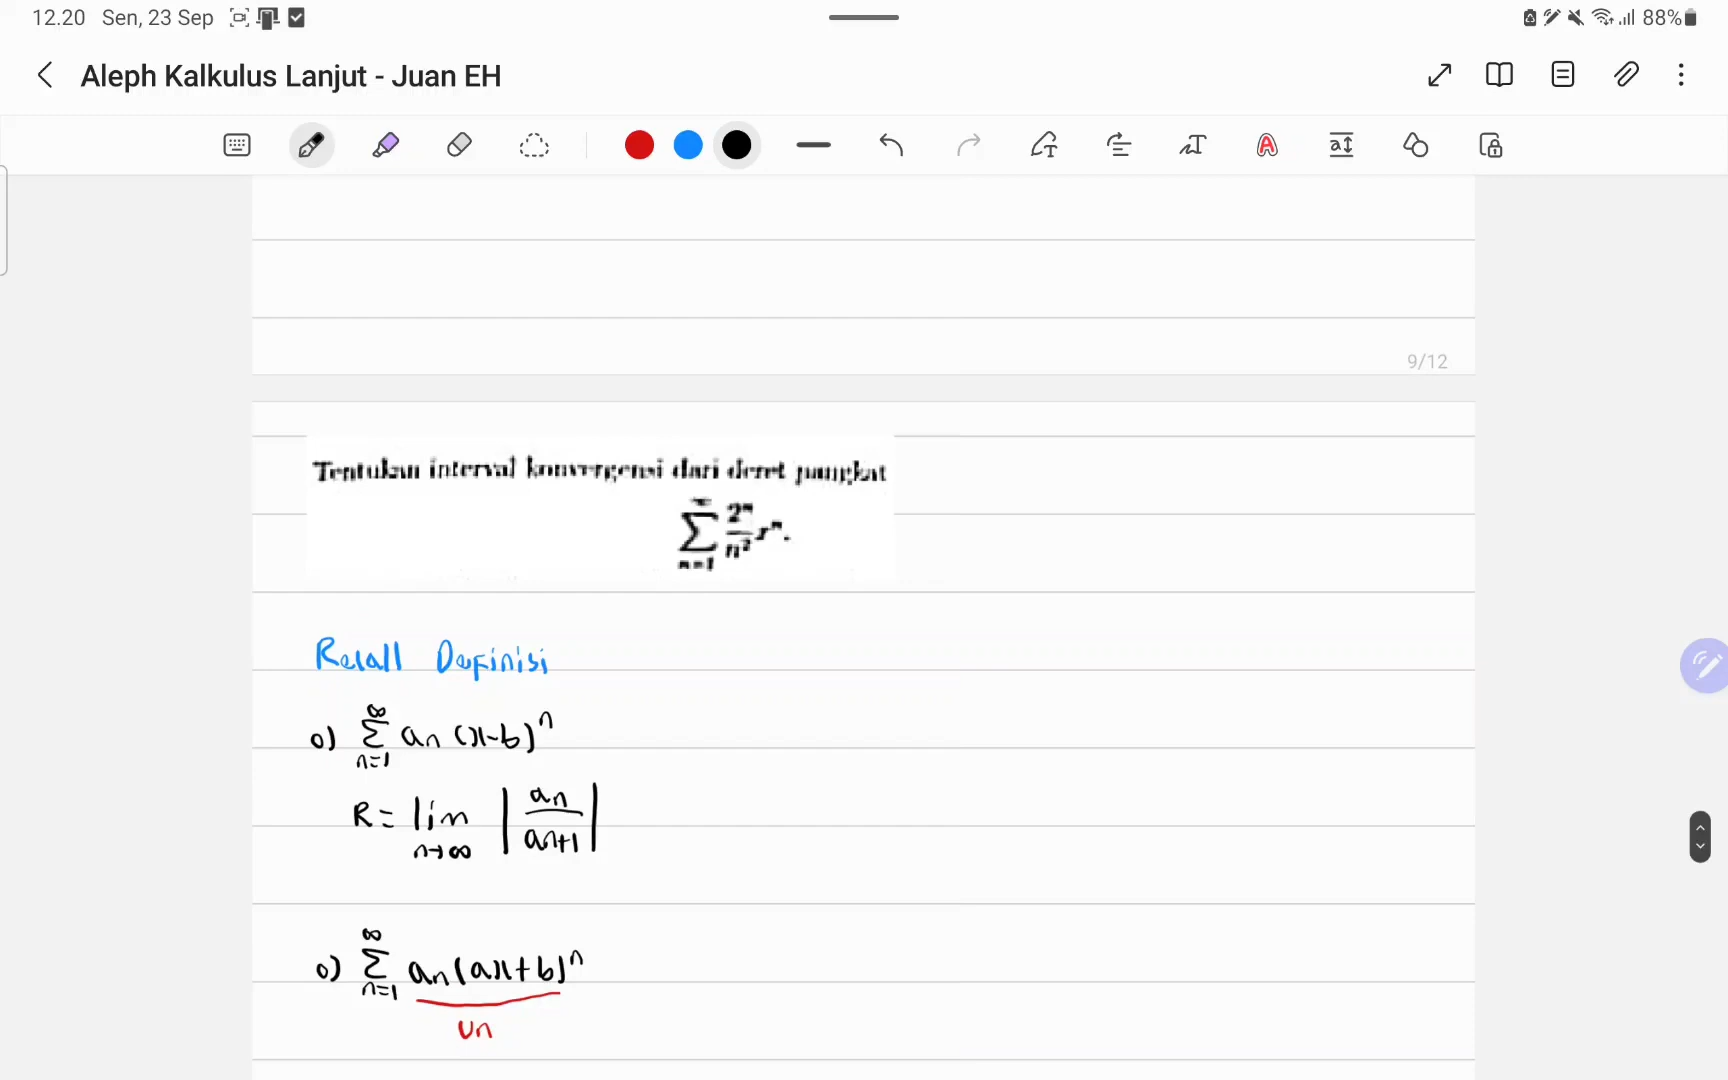 12.20 Sen, 23 Sep 88%
Aleph Kalkulus Lanjut - Juan EH
9/12
Tentukan interval konvergensi dari deret pangkat
∑_{n=1}^{∞} 2ⁿ/n² xⁿ.
Recall Definisi
o) ∑_{n=1}^{∞} aₙ (x-b)ⁿ
R = lim_{n→∞} |aₙ/aₙ₊₁|
o) ∑_{n=1}^{∞} aₙ(ax+b)ⁿ
Uₙ